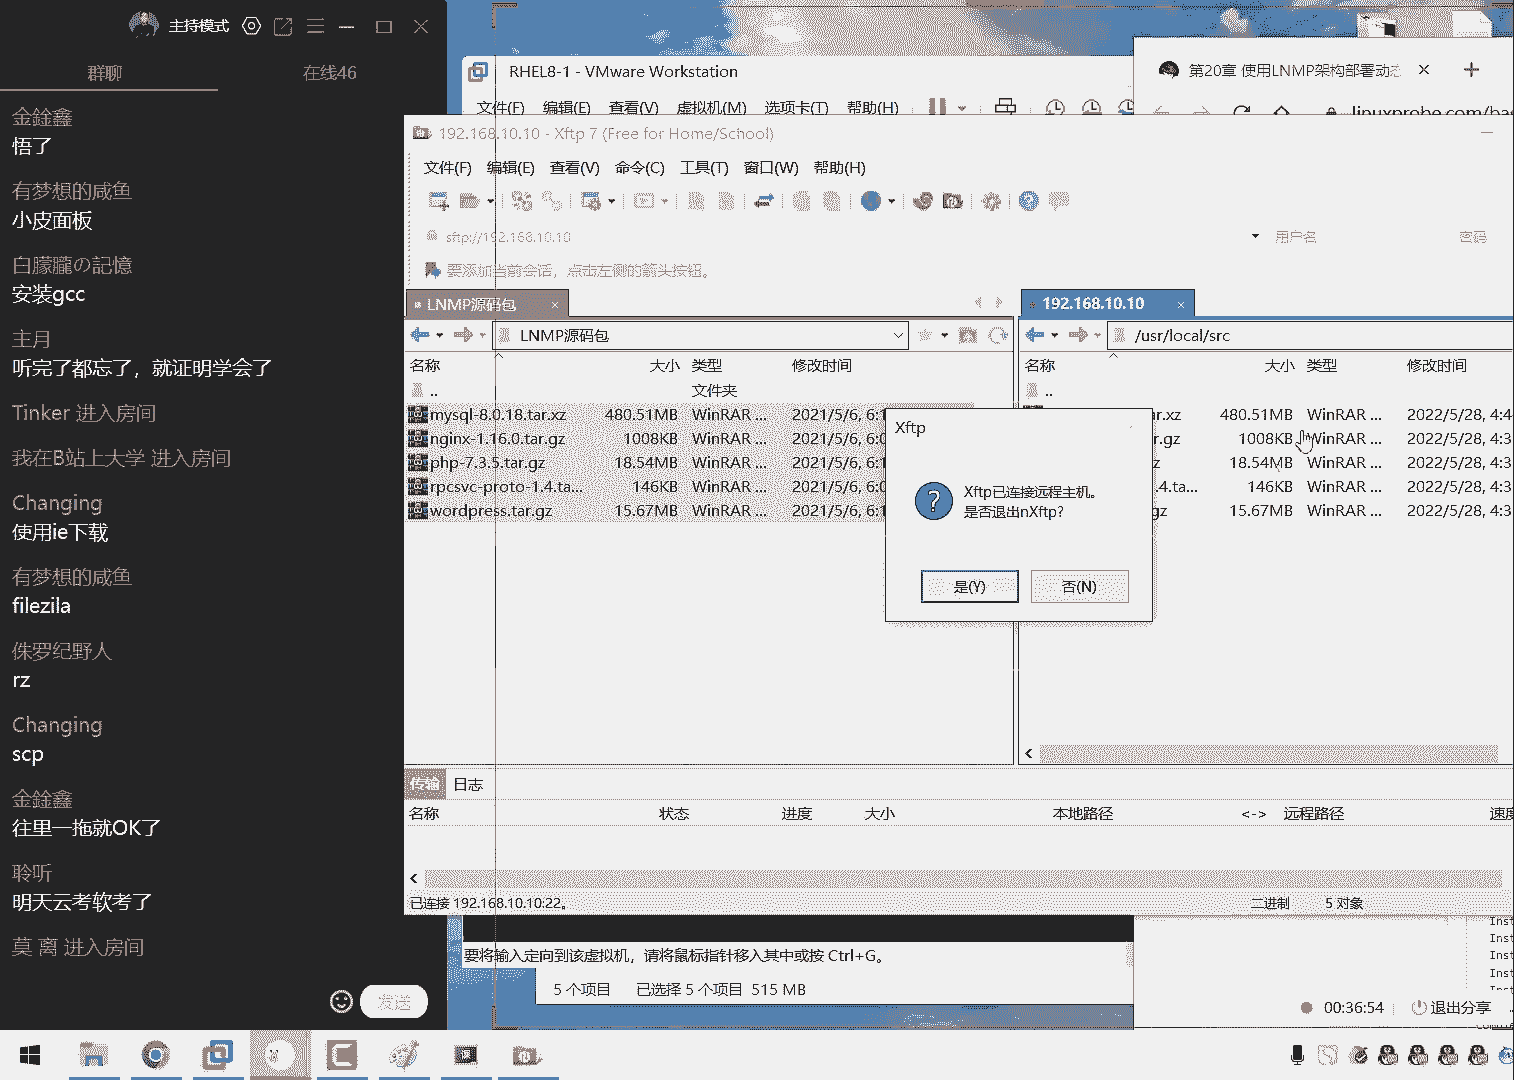 主持模式
群聊
在线46
金銓鑫
悟了
有梦想的咸鱼
小皮面板
白朦朧の記憶
安装gcc
主月
听完了都忘了，就证明学会了
Tinker 进入房间
我在B站上大学 进入房间
Changing
使用ie下载
有梦想的咸鱼
filezila
侏罗纪野人
rz
Changing
scp
金銓鑫
往里一拖就OK了
聆听
明天云考软考了
莫 离 进入房间
发送
RHEL8-1 - VMware Workstation
文件(F) 编辑(E) 查看(V) 虚拟机(M) 选项卡(T) 帮助(H)
第20章 使用LNMP架构部署动态
linuxprobe.com/bas
192.168.10.10 - Xftp 7 (Free for Home/School)
文件(F) 编辑(E) 查看(V) 命令(C) 工具(T) 窗口(W) 帮助(H)
sftp://192.168.10.10
用户名
密码
要添加当前会话，点击左侧的箭头按钮。
LNMP源码包
192.168.10.10
LNMP源码包
/usr/local/src
名称 大小 类型 修改时间
.. 文件夹
mysql-8.0.18.tar.xz 480.51MB WinRAR ... 2021/5/6, 6:1
nginx-1.16.0.tar.gz 1008KB WinRAR ... 2021/5/6, 6:0
php-7.3.5.tar.gz 18.54MB WinRAR ... 2021/5/6, 6:1
rpcsvc-proto-1.4.ta... 146KB WinRAR ... 2021/5/6, 6:0
wordpress.tar.gz 15.67MB WinRAR ... 2021/5/6, 6:1
名称 大小 类型 修改时间
..
ar.xz 480.51MB WinRAR ... 2022/5/28, 4:4
r.gz 1008KB WinRAR ... 2022/5/28, 4:3
z 18.54MB WinRAR ... 2022/5/28, 4:3
.4.ta... 146KB WinRAR ... 2022/5/28, 4:3
gz 15.67MB WinRAR ... 2022/5/28, 4:3
Xftp
Xftp已连接远程主机。
是否退出nXftp?
是(Y)
否(N)
传输 日志
名称 状态 进度 大小 本地路径 <-> 远程路径 速度
已连接 192.168.10.10:22。
二进制 5 对象
要将输入定向到该虚拟机，请将鼠标指针移入其中或按 Ctrl+G。
5 个项目 已选择 5 个项目 515 MB
Inst
Inst
Inst
Inst
Inst
00:36:54 退出分享